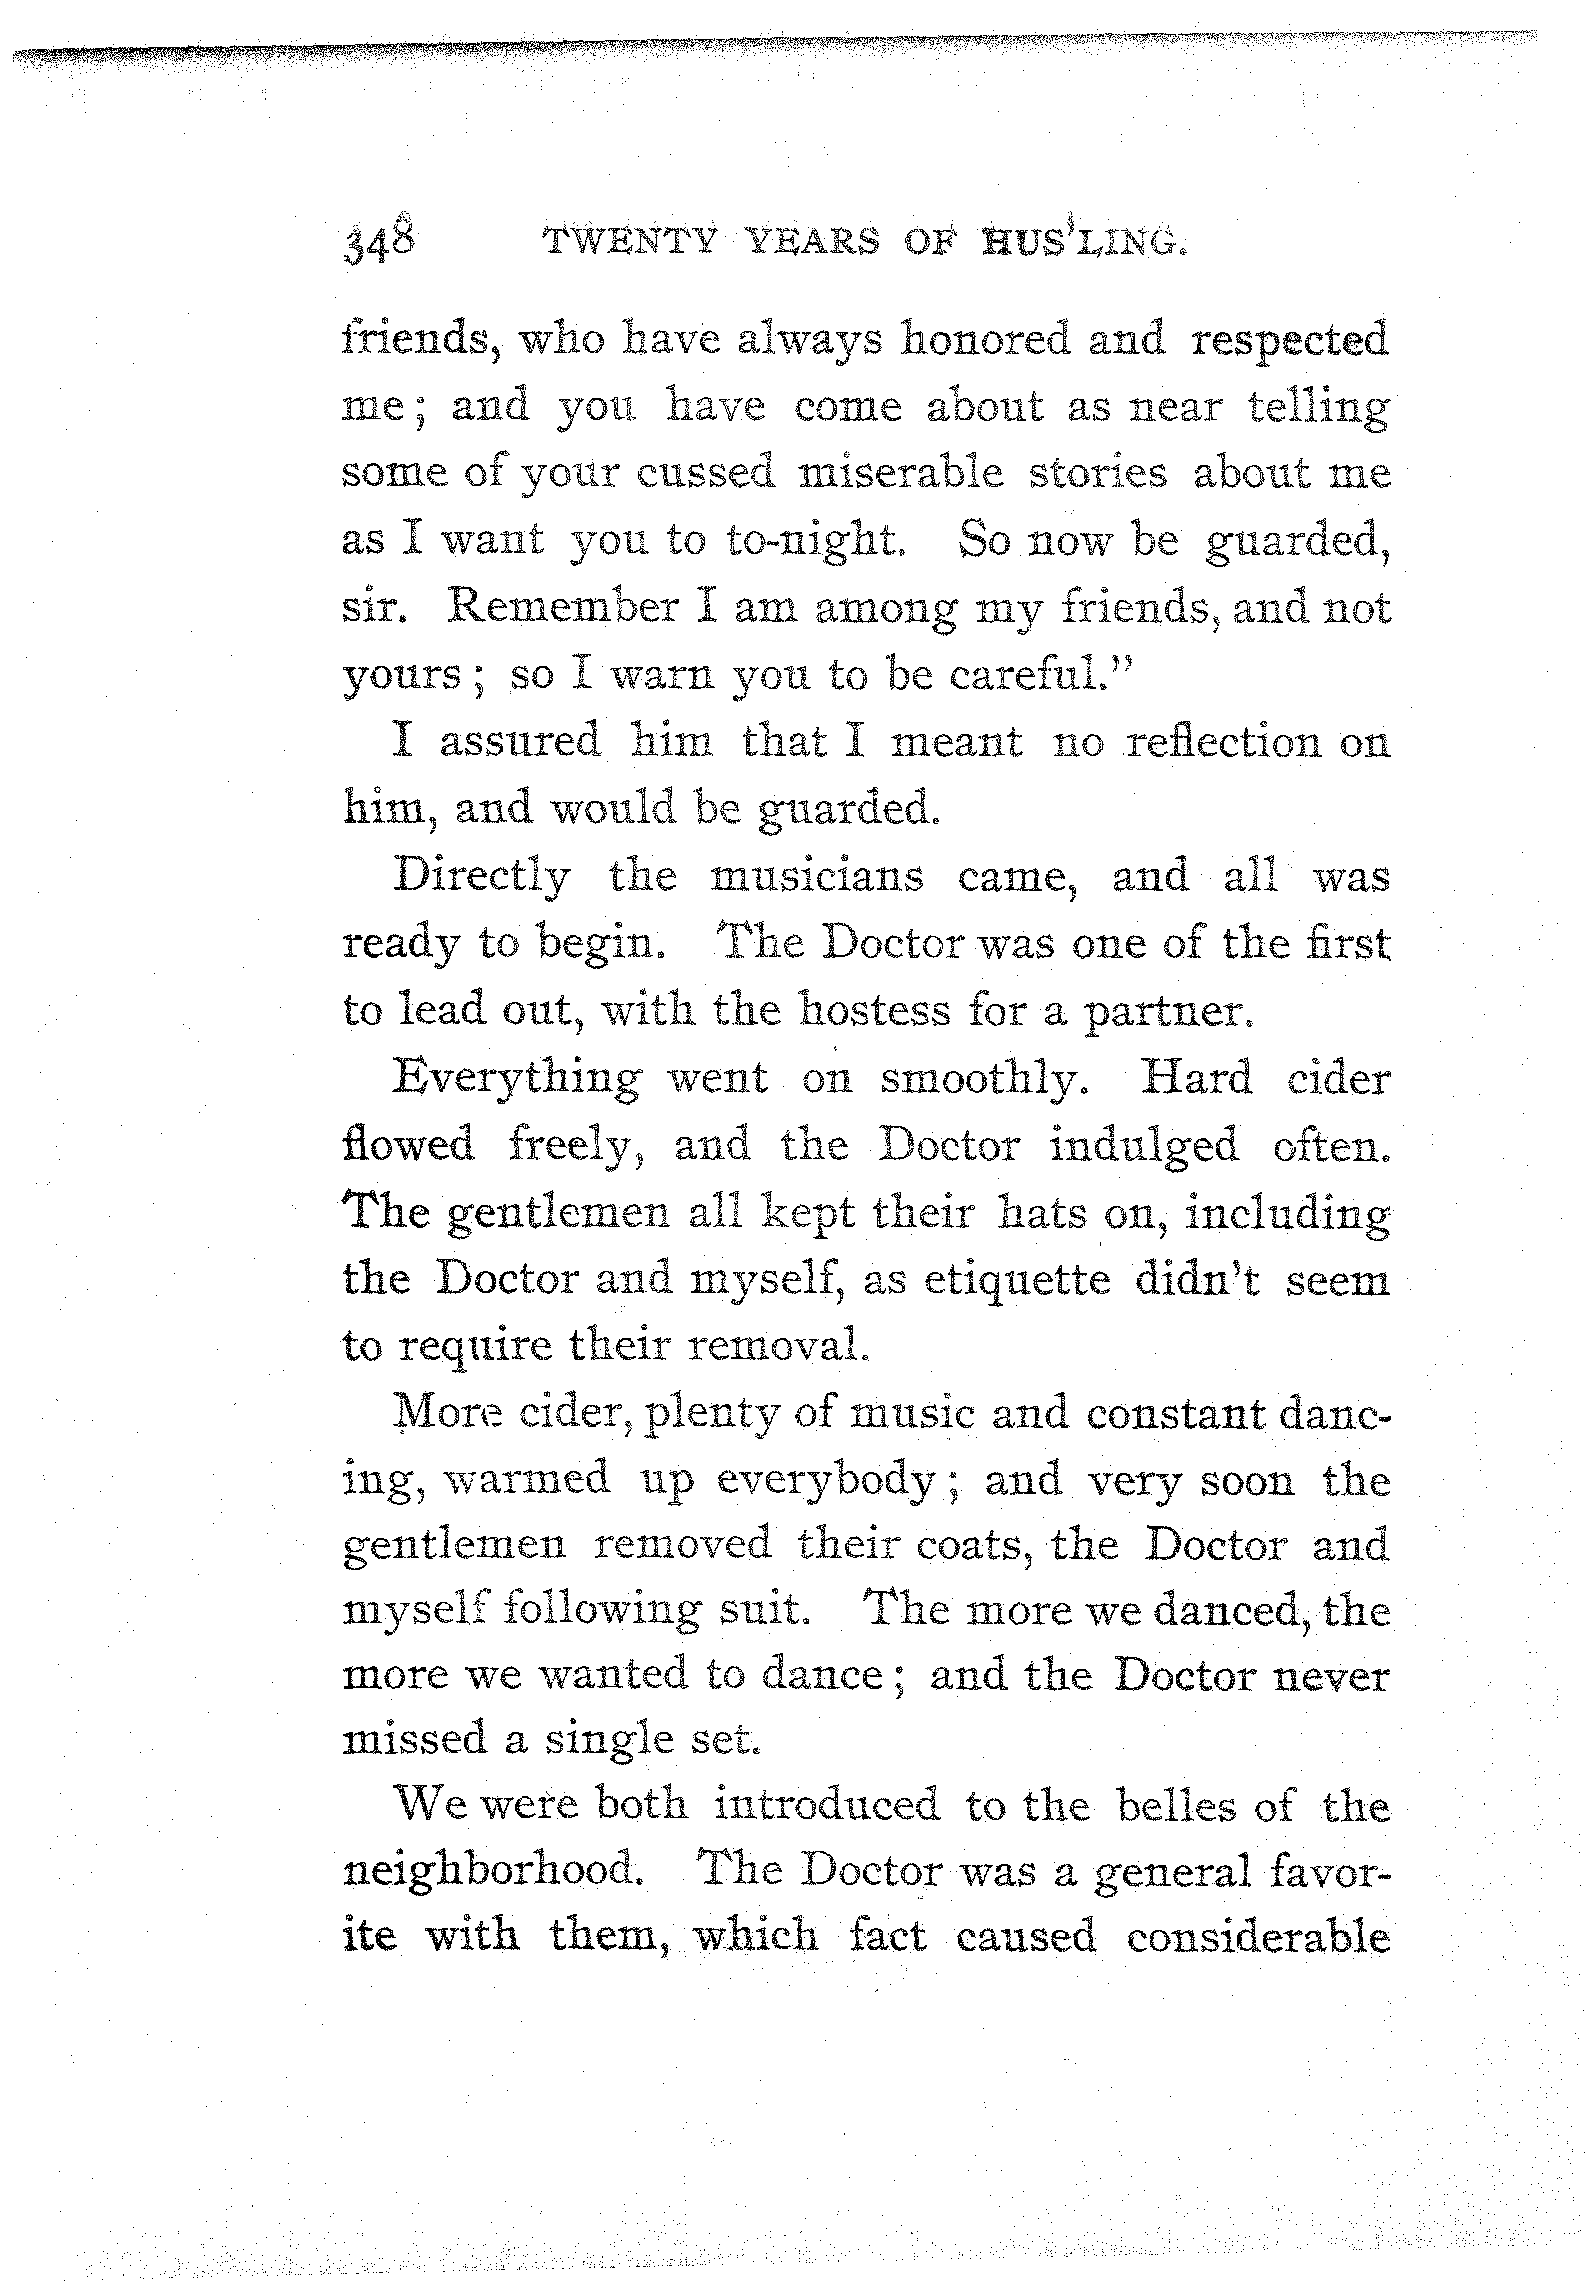 348 TWENTY YEARS OF HUS'LING.
friends, who have always honored and respected
me; and you have come about as near telling
some of your cussed miserable stories about me
as I want you to to-night. So now be guarded,
sir. Remember I am among my friends, and not
yours; so I warn you to be careful."
I assured him that I meant no reflection on
him, and would be guarded.
Directly the musicians came, and all was
ready to begin. The Doctor was one of the first
to lead out, with the hostess for a partner.
Everything went on smoothly. Hard cider
flowed freely, and the Doctor indulged often.
The gentlemen all kept their hats on, including
the Doctor and myself, as etiquette didn't seem
to require their removal.
More cider, plenty of music and constant danc-
ing, warmed up everybody; and very soon the
gentlemen removed their coats, the Doctor and
myself following suit. The more we danced, the
more we wanted to dance; and the Doctor never
missed a single set.
We were both introduced to the belles of the
neighborhood. The Doctor was a general favor-
ite with them, which fact caused considerable